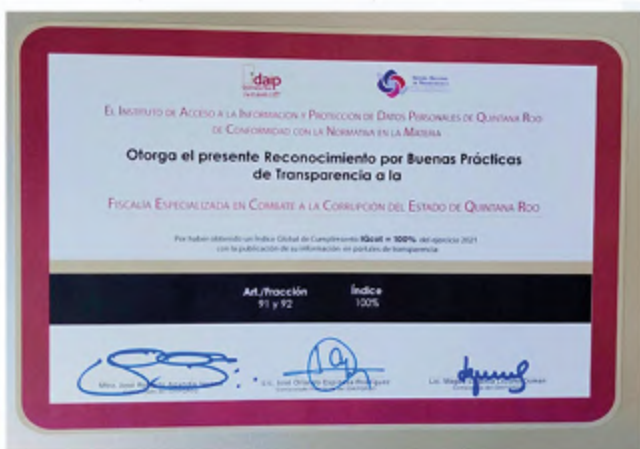 idaip
EL INSTITUTO DE ACCESO A LA INFORMACIÓN Y PROTECCIÓN DE DATOS PERSONALES DE QUINTANA ROO
DE CONFORMIDAD CON LA NORMATIVA EN LA MATERIA
Otorga el presente Reconocimiento por Buenas Prácticas
de Transparencia a la
FISCALÍA ESPECIALIZADA EN COMBATE A LA CORRUPCIÓN DEL ESTADO DE QUINTANA ROO
Por haber obtenido un Índice Global de Cumplimiento = 100% del ejercicio 2021
con la publicación de su información en portales de transparencia
Art./Fracción Índice
91 y 92 100%
Mtro. José
Lic. José Orlando Espinosa Rodríguez
Lic. Magda